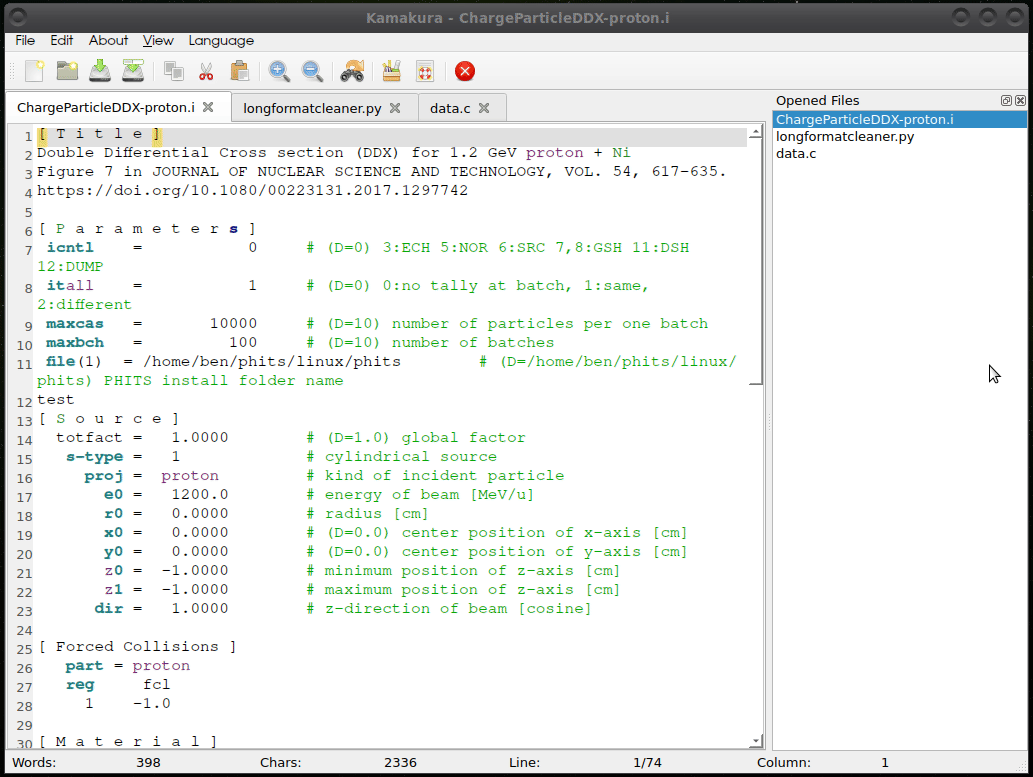 Kamakura - ChargeParticleDDX-proton.i
File Edit About View Language
ChargeParticleDDX-proton.i longformatcleaner.py data.c
Opened Files
ChargeParticleDDX-proton.i
longformatcleaner.py
data.c
1 [ T i t l e ]
2 Double Differential Cross section (DDX) for 1.2 GeV proton + Ni
3 Figure 7 in JOURNAL OF NUCLEAR SCIENCE AND TECHNOLOGY, VOL. 54, 617-635.
4 https://doi.org/10.1080/00223131.2017.1297742
5
6 [ P a r a m e t e r s ]
7 icntl = 0 # (D=0) 3:ECH 5:NOR 6:SRC 7,8:GSH 11:DSH
12:DUMP
8 itall = 1 # (D=0) 0:no tally at batch, 1:same,
2:different
9 maxcas = 10000 # (D=10) number of particles per one batch
10 maxbch = 100 # (D=10) number of batches
11 file(1) = /home/ben/phits/linux/phits # (D=/home/ben/phits/linux/
phits) PHITS install folder name
12 test
13 [ S o u r c e ]
14 totfact = 1.0000 # (D=1.0) global factor
15 s-type = 1 # cylindrical source
16 proj = proton # kind of incident particle
17 e0 = 1200.0 # energy of beam [MeV/u]
18 r0 = 0.0000 # radius [cm]
19 x0 = 0.0000 # (D=0.0) center position of x-axis [cm]
20 y0 = 0.0000 # (D=0.0) center position of y-axis [cm]
21 z0 = -1.0000 # minimum position of z-axis [cm]
22 z1 = -1.0000 # maximum position of z-axis [cm]
23 dir = 1.0000 # z-direction of beam [cosine]
24
25 [ Forced Collisions ]
26 part = proton
27 reg fcl
28 1 -1.0
29
30 [ M a t e r i a l ]
Words: 398 Chars: 2336 Line: 1/74 Column: 1